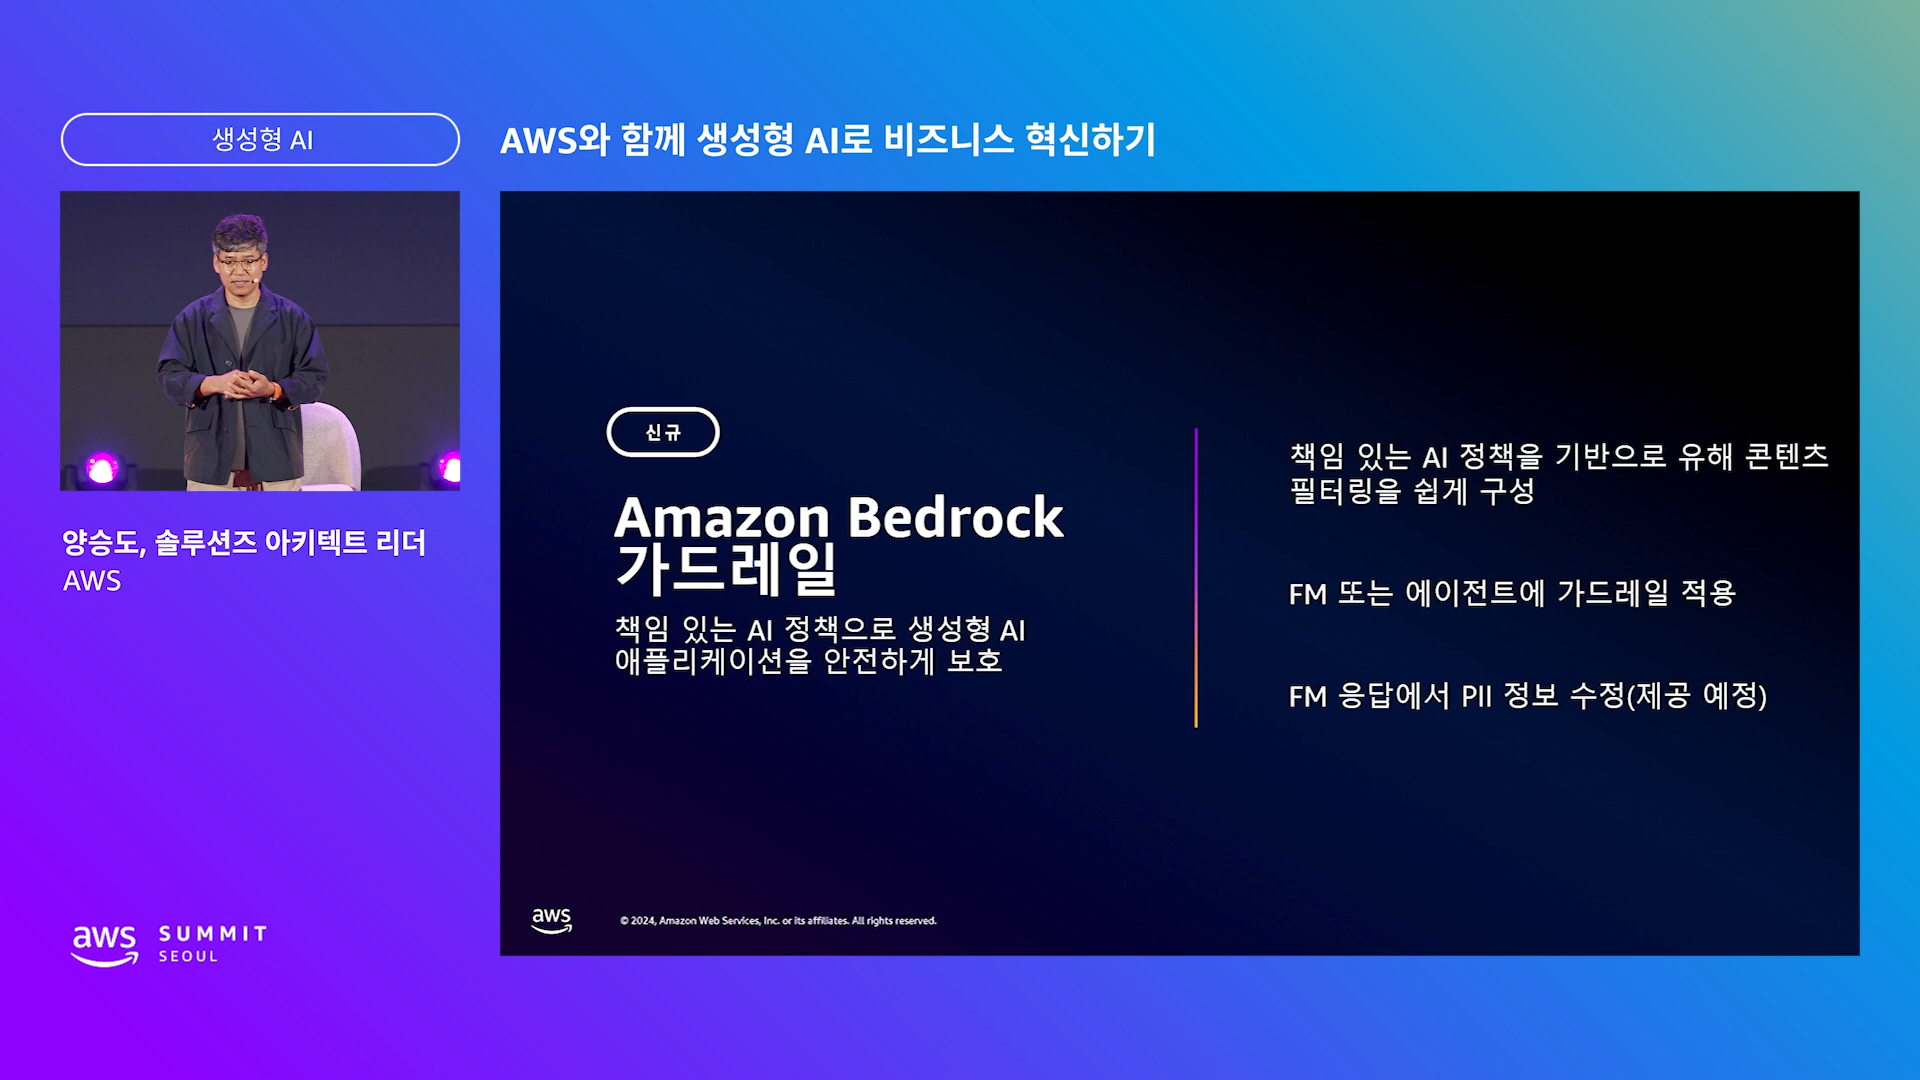 생성형 AI
AWS와 함께 생성형 AI로 비즈니스 혁신하기
양승도, 솔루션즈 아키텍트 리더
AWS
신규
Amazon Bedrock
가드레일
책임 있는 AI 정책으로 생성형 AI
애플리케이션을 안전하게 보호
책임 있는 AI 정책을 기반으로 유해 콘텐츠
필터링을 쉽게 구성
FM 또는 에이전트에 가드레일 적용
FM 응답에서 PII 정보 수정(제공 예정)
aws
© 2024, Amazon Web Services, Inc. or its affiliates. All rights reserved.
aws SUMMIT
SEOUL